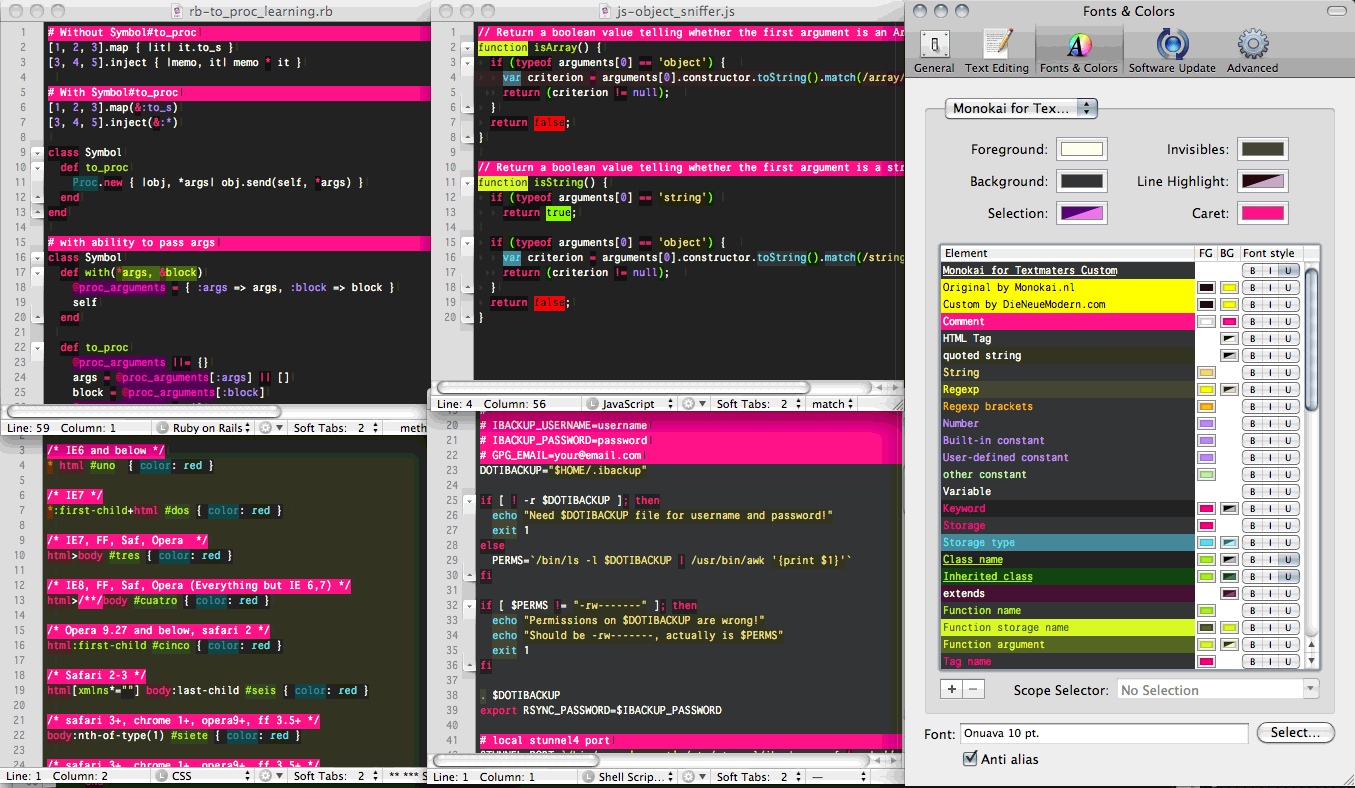 rb-to_proc_learning.rb
1 # Without Symbol#to_proc
2 [1, 2, 3].map { |it| it.to_s }
3 [3, 4, 5].inject { |memo, it| memo * it }
4
5 # With Symbol#to_proc
6 [1, 2, 3].map(&:to_s)
7 [3, 4, 5].inject(&:*)
8
9 class Symbol
10 def to_proc
11 Proc.new { |obj, *args| obj.send(self, *args) }
12 end
13 end
14
15 # with ability to pass args
16 class Symbol
17 def with(*args, &block)
18 @proc_arguments = { :args => args, :block => block }
19 self
20 end
21
22 def to_proc
23 @proc_arguments ||= {}
24 args = @proc_arguments[:args] || []
25 block = @proc_arguments[:block]
Line: 59 Column: 1 Ruby on Rails Soft Tabs: 2 meth
3 /* IE6 and below */
4 * html #uno { color: red }
5
6 /* IE7 */
7 *:first-child+html #dos { color: red }
8
9 /* IE7, FF, Saf, Opera */
10 html>body #tres { color: red }
11
12 /* IE8, FF, Saf, Opera (Everything but IE 6,7) */
13 html>/**/body #cuatro { color: red }
14
15 /* Opera 9.27 and below, safari 2 */
16 html:first-child #cinco { color: red }
17
18 /* Safari 2-3 */
19 html[xmlns*=""] body:last-child #seis { color: red }
20
21 /* safari 3+, chrome 1+, opera9+, ff 3.5+ */
22 body:nth-of-type(1) #siete { color: red }
23
24 /* safari 3+, chrome 1+, opera9+, ff 3.5+ */
Line: 1 Column: 2 CSS Soft Tabs: 2 ** *** S
js-object_sniffer.js
1 // Return a boolean value telling whether the first argument is an Ar
2 function isArray() {
3 if (typeof arguments[0] == 'object') {
4 var criterion = arguments[0].constructor.toString().match(/array/
5 return (criterion != null);
6 }
7 return false;
8 }
9
10 // Return a boolean value telling whether the first argument is a st
11 function isString() {
12 if (typeof arguments[0] == 'string')
13 return true;
14
15 if (typeof arguments[0] == 'object') {
16 var criterion = arguments[0].constructor.toString().match(/string
17 return (criterion != null);
18 }
19 return false;
20 }
Line: 4 Column: 56 JavaScript Soft Tabs: 2 match
20 # IBACKUP_USERNAME=username
21 # IBACKUP_PASSWORD=password
22 # GPG_EMAIL=your@email.com
23 DOTIBACKUP="$HOME/.ibackup"
24
25 if [ ! -r $DOTIBACKUP ]; then
26 echo "Need $DOTIBACKUP file for username and password!"
27 exit 1
28 else
29 PERMS=`/bin/ls -l $DOTIBACKUP | /usr/bin/awk '{print $1}'`
30 fi
31
32 if [ $PERMS != "-rw-------" ]; then
33 echo "Permissions on $DOTIBACKUP are wrong!"
34 echo "Should be -rw-------, actually is $PERMS"
35 exit 1
36 fi
37
38 . $DOTIBACKUP
39 export RSYNC_PASSWORD=$IBACKUP_PASSWORD
40
41 # local stunnel4 port
Line: 1 Column: 1 Shell Scrip... Soft Tabs: 2 —
Fonts & Colors
General Text Editing Fonts & Colors Software Update Advanced
Monokai for Tex...
Foreground: Invisibles:
Background: Line Highlight:
Selection: Caret:
Element FG BG Font style
Monokai for Textmaters Custom B I U
Original by Monokai.nl B I U
Custom by DieNeueModern.com B I U
Comment B I U
HTML Tag B I U
quoted string B I U
String B I U
Regexp B I U
Regexp brackets B I U
Number B I U
Built-in constant B I U
User-defined constant B I U
other constant B I U
Variable B I U
Keyword B I U
Storage B I U
Storage type B I U
Class name B I U
Inherited class B I U
extends B I U
Function name B I U
Function storage name B I U
Function argument B I U
Tag name B I U
+ − Scope Selector: No Selection
Font: Onuava 10 pt. Select...
Anti alias